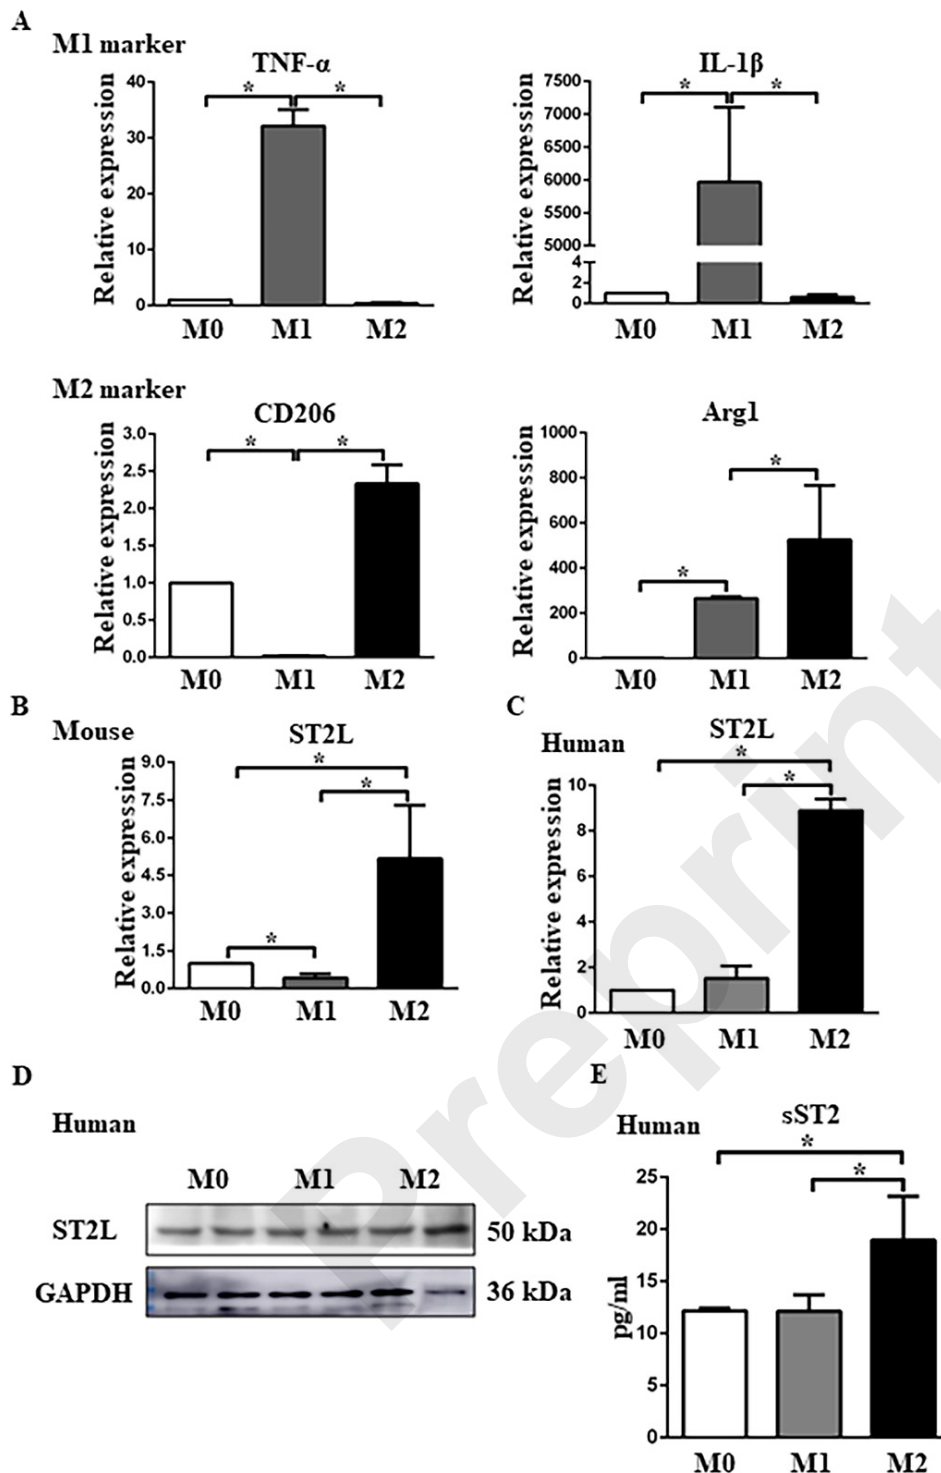 A
M1 marker
TNF-α
IL-1β
Relative expression
40
30
20
10
0
* *
M0 M1 M2
Relative expression
7500
7000
6500
6000
5500
5000
4
2
0
* *
M0 M1 M2
M2 marker
CD206
Arg1
Relative expression
3.0
2.5
2.0
1.5
1.0
0.5
0.0
* *
M0 M1 M2
Relative expression
1000
800
600
400
200
0
* *
M0 M1 M2
B
Mouse
ST2L
Relative expression
9.0
7.5
6.0
4.5
3.0
1.5
0.0
*
*
*
M0 M1 M2
C
Human
ST2L
Relative expression
10
8
6
4
2
0
*
*
M0 M1 M2
D
Human
M0 M1 M2
ST2L 50 kDa
GAPDH 36 kDa
E
Human
sST2
pg/ml
25
20
15
10
5
0
*
*
M0 M1 M2
Preprint